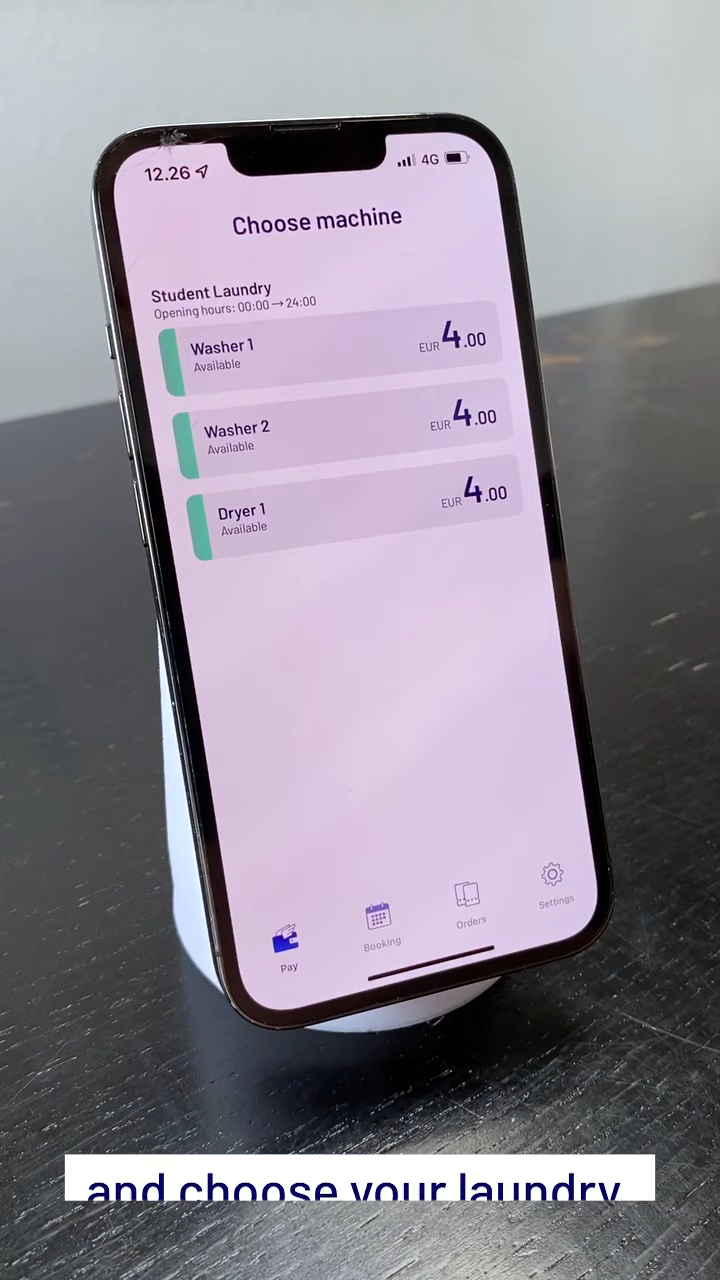 12.26
4G
Choose machine
Student Laundry
Opening hours: 00:00→24:00
Washer 1
Available
EUR 4.00
Washer 2
Available
EUR 4.00
Dryer 1
Available
EUR 4.00
Pay
Booking
Orders
Settings
and choose your laundry